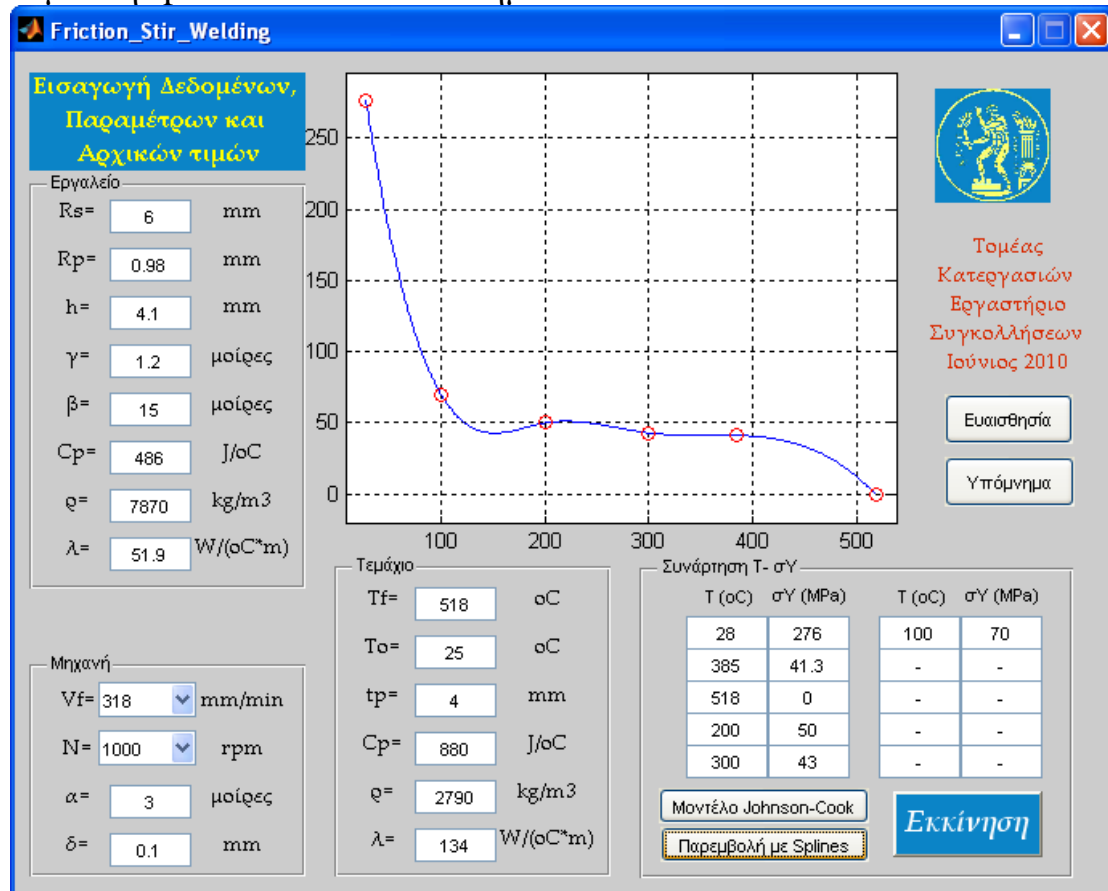 Friction_Stir_Welding
Εισαγωγή Δεδομένων,
Παραμέτρων και
Αρχικών τιμών
Εργαλείο
Rs= 6 mm
Rp= 0.98 mm
h= 4.1 mm
γ= 1.2 μοίρες
β= 15 μοίρες
Cp= 486 J/oC
ρ= 7870 kg/m3
λ= 51.9 W/(oC*m)
Μηχανή
Vf= 318 mm/min
N= 1000 rpm
α= 3 μοίρες
δ= 0.1 mm
250
200
150
100
50
0
100 200 300 400 500
Τεμάχιο
Tf= 518 oC
To= 25 oC
tp= 4 mm
Cp= 880 J/oC
ρ= 2790 kg/m3
λ= 134 W/(oC*m)
Τομέας
Κατεργασιών
Εργαστήριο
Συγκολλήσεων
Ιούνιος 2010
Ευαισθησία
Υπόμνημα
Συνάρτηση Τ- σΥ
T (oC) σY (MPa) T (oC) σY (MPa)
28 276 100 70
385 41.3 - -
518 0 - -
200 50 - -
300 43 - -
Μοντέλο Johnson-Cook
Παρεμβολή με Splines
Εκκίνηση